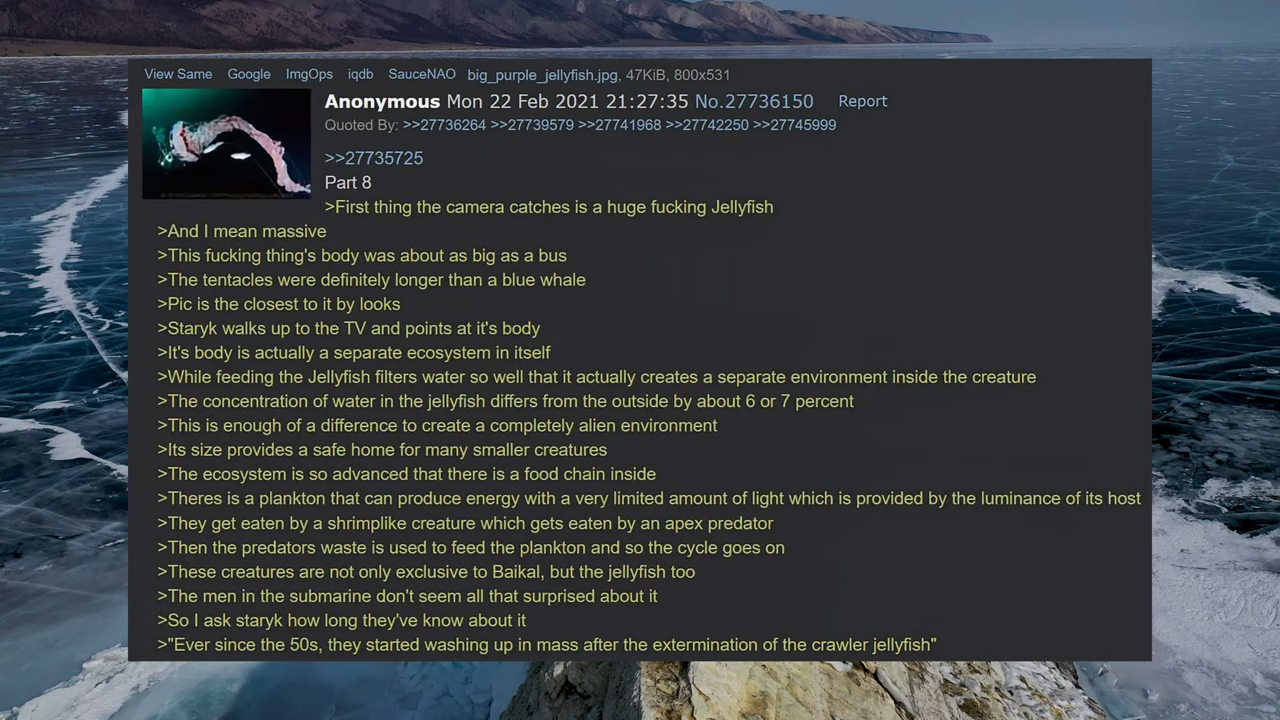 View Same Google ImgOps iqdb SauceNAO big_purple_jellyfish.jpg, 47KiB, 800x531
Anonymous Mon 22 Feb 2021 21:27:35 No.27736150 Report
Quoted By: >>27736264 >>27739579 >>27741968 >>27742250 >>27745999
>>27735725
Part 8
>First thing the camera catches is a huge fucking Jellyfish
>And I mean massive
>This fucking thing's body was about as big as a bus
>The tentacles were definitely longer than a blue whale
>Pic is the closest to it by looks
>Staryk walks up to the TV and points at it's body
>It's body is actually a separate ecosystem in itself
>While feeding the Jellyfish filters water so well that it actually creates a separate environment inside the creature
>The concentration of water in the jellyfish differs from the outside by about 6 or 7 percent
>This is enough of a difference to create a completely alien environment
>Its size provides a safe home for many smaller creatures
>The ecosystem is so advanced that there is a food chain inside
>Theres is a plankton that can produce energy with a very limited amount of light which is provided by the luminance of its host
>They get eaten by a shrimplike creature which gets eaten by an apex predator
>Then the predators waste is used to feed the plankton and so the cycle goes on
>These creatures are not only exclusive to Baikal, but the jellyfish too
>The men in the submarine don't seem all that surprised about it
>So I ask staryk how long they've know about it
>"Ever since the 50s, they started washing up in mass after the extermination of the crawler jellyfish"